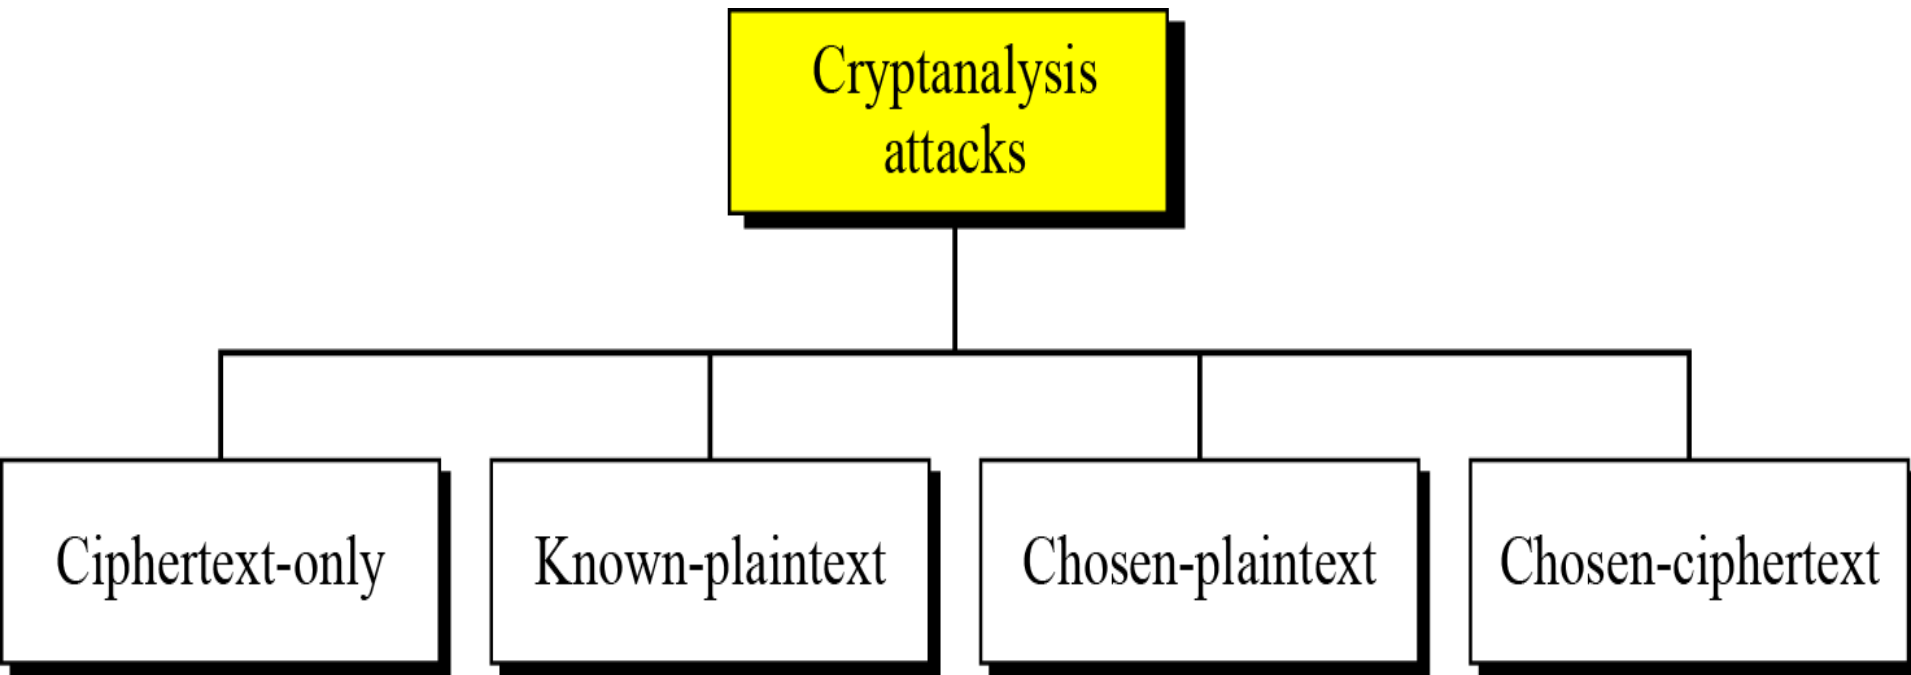 Cryptanalysis
attacks
Ciphertext-only
Known-plaintext
Chosen-plaintext
Chosen-ciphertext